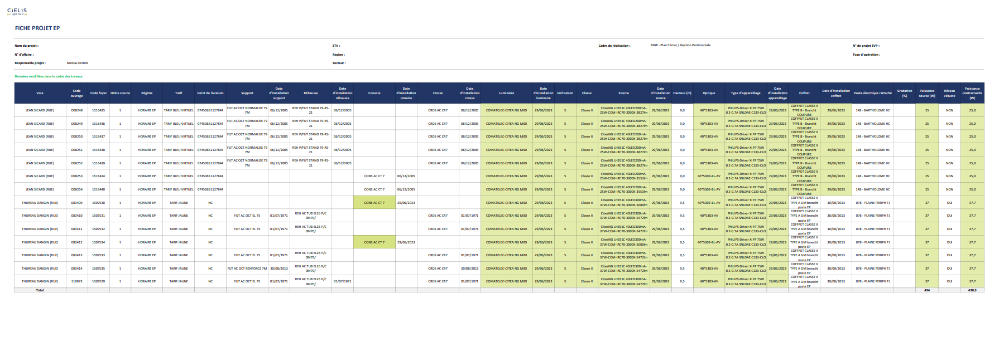 CIELIS
light Paris
FICHE PROJET EP
Nom du projet : STV : Cadre de réalisation : MGP - Plan Climat / Gestion Patrimoniale N° de projet EVP :
N° d'affaire : Region : Type d'opération :
Responsable projet : Nicolas GODIN Secteur :
Données modifiées dans le cadre des travaux
Voie Code ouvrage Code foyer Ordre source Régime Tarif Point de livraison Support Date d'installation support Réhausse Date d'installation réhausse Console Date d'installation console Crosse Date d'installation crosse Luminaire Date d'installation luminaire Inclinaison Classe Source Date d'installation source Hauteur (m) Optique Type d'appareillage Date d'installation appareillage Coffret Date d'installation coffret Poste électrique rattaché Gradation (%) Puissance source (W) Réseau vétuste Puissance contractuelle (W)
JEAN SICARD (RUE) O08248 1516435 1 HORAIRE EP TARIF BLEU VIRTUEL 07450651127844 FUT AC OCT NORMALISE 79 7M 06/12/2005 REH P/FUT STAND 79-RS-21 06/12/2005 CROS AC CR7 06/12/2005 COMATELEC-CITEA NG MIDI 29/06/2023 5 Classe II CiteaNG LH351C 40LED200mA-25W-COM-IRC70-3000K-3827lm 29/06/2023 9,0 40*5303-AV PHILIPS-Driver Xi FP 75W 0.2-0.7A SNLDAE C133-CLO 29/06/2023 COFFRET CLASSE II TYPE B - Brancht COUPURE 29/06/2023 148 - BARTHOLOME HC 25 NON 25,0
JEAN SICARD (RUE) O08249 1516436 1 HORAIRE EP TARIF BLEU VIRTUEL 07450651127844 FUT AC OCT NORMALISE 79 7M 06/12/2005 REH P/FUT STAND 79-RS-21 06/12/2005 CROS AC CR7 06/12/2005 COMATELEC-CITEA NG MIDI 29/06/2023 5 Classe II CiteaNG LH351C 40LED200mA-25W-COM-IRC70-3000K-3827lm 29/06/2023 9,0 40*5303-AV PHILIPS-Driver Xi FP 75W 0.2-0.7A SNLDAE C133-CLO 29/06/2023 COFFRET CLASSE II TYPE B - Brancht COUPURE 29/06/2023 148 - BARTHOLOME HC 25 NON 25,0
JEAN SICARD (RUE) O08250 1516437 1 HORAIRE EP TARIF BLEU VIRTUEL 07450651127844 FUT AC OCT NORMALISE 79 7M 06/12/2005 REH P/FUT STAND 79-RS-21 06/12/2005 CROS AC CR7 06/12/2005 COMATELEC-CITEA NG MIDI 29/06/2023 5 Classe II CiteaNG LH351C 40LED200mA-25W-COM-IRC70-3000K-3827lm 29/06/2023 9,0 40*5303-AV PHILIPS-Driver Xi FP 75W 0.2-0.7A SNLDAE C133-CLO 29/06/2023 COFFRET CLASSE II TYPE B - Brancht COUPURE 29/06/2023 148 - BARTHOLOME HC 25 NON 25,0
JEAN SICARD (RUE) O08251 1516438 1 HORAIRE EP TARIF BLEU VIRTUEL 07450651127844 FUT AC OCT NORMALISE 79 7M 06/12/2005 REH P/FUT STAND 79-RS-21 06/12/2005 CROS AC CR7 06/12/2005 COMATELEC-CITEA NG MIDI 29/06/2023 5 Classe II CiteaNG LH351C 40LED200mA-25W-COM-IRC70-3000K-3827lm 29/06/2023 9,0 40*5303-AV PHILIPS-Driver Xi FP 75W 0.2-0.7A SNLDAE C133-CLO 29/06/2023 COFFRET CLASSE II TYPE B - Brancht COUPURE 29/06/2023 148 - BARTHOLOME HC 25 NON 25,0
JEAN SICARD (RUE) O08252 1516439 1 HORAIRE EP TARIF BLEU VIRTUEL 07450651127844 FUT AC OCT NORMALISE 79 7M 06/12/2005 REH P/FUT STAND 79-RS-21 06/12/2005 CROS AC CR7 06/12/2005 COMATELEC-CITEA NG MIDI 29/06/2023 5 Classe II CiteaNG LH351C 40LED200mA-25W-COM-IRC70-3000K-3827lm 29/06/2023 9,0 40*5303-AV PHILIPS-Driver Xi FP 75W 0.2-0.7A SNLDAE C133-CLO 29/06/2023 COFFRET CLASSE II TYPE B - Brancht COUPURE 29/06/2023 148 - BARTHOLOME HC 25 NON 25,0
JEAN SICARD (RUE) O08253 1516434 1 HORAIRE EP TARIF BLEU VIRTUEL 07450651127844 CONS AC CT 7 06/12/2005 COMATELEC-CITEA NG MIDI 29/06/2023 5 Classe II CiteaNG LH351C 40LED200mA-25W-COM-IRC70-3000K-3553lm 29/06/2023 9,0 40*5303-BL-AV PHILIPS-Driver Xi FP 75W 0.2-0.7A SNLDAE C133-CLO 29/06/2023 COFFRET CLASSE II TYPE B - Brancht COUPURE 29/06/2023 148 - BARTHOLOME HC 25 NON 25,0
JEAN SICARD (RUE) O08254 1516440 1 HORAIRE EP TARIF BLEU VIRTUEL 07450651127844 CONS AC CT 7 06/12/2005 COMATELEC-CITEA NG MIDI 29/06/2023 5 Classe II CiteaNG LH351C 40LED200mA-25W-COM-IRC70-3000K-3553lm 29/06/2023 9,0 40*5303-BL-AV PHILIPS-Driver Xi FP 75W 0.2-0.7A SNLDAE C133-CLO 29/06/2023 COFFRET CLASSE II TYPE B - Brancht COUPURE 29/06/2023 148 - BARTHOLOME HC 25 NON 25,0
THUREAU DANGIN (RUE) 083409 1507530 1 HORAIRE EP TARIF JAUNE NC CONS AC CT 7 29/06/2023 COMATELEC-CITEA NG MIDI 29/06/2023 5 Classe II CiteaNG LH351C 40LED300mA-37W-COM-IRC70-3000K-5080lm 29/06/2023 9,5 40*5303-BL-AV PHILIPS-Driver Xi FP 75W 0.2-0.7A SNLDAE C133-CLO 29/06/2023 COFFRET CLASSE II TYPE A GM brancht poste EP 30/08/2013 078 - PLAINE PERIPH TJ 37 OUI 37,7
THUREAU DANGIN (RUE) 083410 1507531 1 HORAIRE EP TARIF JAUNE NC FUT AC OCT EL 75 01/07/1971 REH AC TUB EL26 P/C 0M70/ CROS AC CR7 01/07/1971 COMATELEC-CITEA NG MIDI 29/06/2023 5 Classe II CiteaNG LH351C 40LED300mA-37W-COM-IRC70-3000K-5472lm 29/06/2023 9,5 40*5303-AV PHILIPS-Driver Xi FP 75W 0.2-0.7A SNLDAE C133-CLO 29/06/2023 COFFRET CLASSE II TYPE A GM brancht poste EP 30/08/2013 078 - PLAINE PERIPH TJ 37 OUI 37,7
THUREAU DANGIN (RUE) 083411 1507532 1 HORAIRE EP TARIF JAUNE NC FUT AC OCT EL 75 01/07/1971 REH AC TUB EL26 P/C 0M70/ CROS AC CR7 01/07/1971 COMATELEC-CITEA NG MIDI 29/06/2023 5 Classe II CiteaNG LH351C 40LED300mA-37W-COM-IRC70-3000K-5472lm 29/06/2023 9,5 40*5303-AV PHILIPS-Driver Xi FP 75W 0.2-0.7A SNLDAE C133-CLO 29/06/2023 COFFRET CLASSE II TYPE A GM brancht poste EP 30/08/2013 078 - PLAINE PERIPH TJ 37 OUI 37,7
THUREAU DANGIN (RUE) 083412 1507534 1 HORAIRE EP TARIF JAUNE NC CONS AC CT 7 29/06/2023 COMATELEC-CITEA NG MIDI 29/06/2023 5 Classe II CiteaNG LH351C 40LED300mA-37W-COM-IRC70-3000K-5080lm 29/06/2023 9,5 40*5303-BL-AV PHILIPS-Driver Xi FP 75W 0.2-0.7A SNLDAE C133-CLO 29/06/2023 COFFRET CLASSE II TYPE A GM brancht poste EP 30/08/2013 078 - PLAINE PERIPH TJ 37 OUI 37,7
THUREAU DANGIN (RUE) 083413 1507533 1 HORAIRE EP TARIF JAUNE NC FUT AC OCT EL 75 01/07/1971 REH AC TUB EL26 P/C 0M70/ CROS AC CR7 01/07/1971 COMATELEC-CITEA NG MIDI 29/06/2023 5 Classe II CiteaNG LH351C 40LED300mA-37W-COM-IRC70-3000K-5472lm 29/06/2023 9,5 40*5303-AV PHILIPS-Driver Xi FP 75W 0.2-0.7A SNLDAE C133-CLO 29/06/2023 COFFRET CLASSE II TYPE A GM brancht poste EP 30/08/2013 078 - PLAINE PERIPH TJ 37 OUI 37,7
THUREAU DANGIN (RUE) 083414 1507535 1 HORAIRE EP TARIF JAUNE NC FUT AC OCT RENFORCE 7M 30/08/2013 REH AC TUB EL26 P/C 0M70/ CROS AC CR7 30/08/2013 COMATELEC-CITEA NG MIDI 29/06/2023 5 Classe II CiteaNG LH351C 40LED300mA-37W-COM-IRC70-3000K-5472lm 29/06/2023 9,5 40*5303-AV PHILIPS-Driver Xi FP 75W 0.2-0.7A SNLDAE C133-CLO 29/06/2023 COFFRET CLASSE II TYPE A GM brancht poste EP 30/08/2013 078 - PLAINE PERIPH TJ 37 OUI 37,7
THUREAU DANGIN (RUE) 119973 1507529 1 HORAIRE EP TARIF JAUNE NC FUT AC OCT EL 75 01/07/1971 REH AC TUB EL26 P/C 0M70/ 01/07/1971 CROS AC CR7 01/07/1971 COMATELEC-CITEA NG MIDI 29/06/2023 5 Classe II CiteaNG LH351C 40LED300mA-37W-COM-IRC70-3000K-5472lm 29/06/2023 9,5 40*5303-AV PHILIPS-Driver Xi FP 75W 0.2-0.7A SNLDAE C133-CLO 29/06/2023 COFFRET CLASSE II TYPE A GM brancht poste EP 30/08/2013 078 - PLAINE PERIPH TJ 37 OUI 37,7
Total 434 438,9